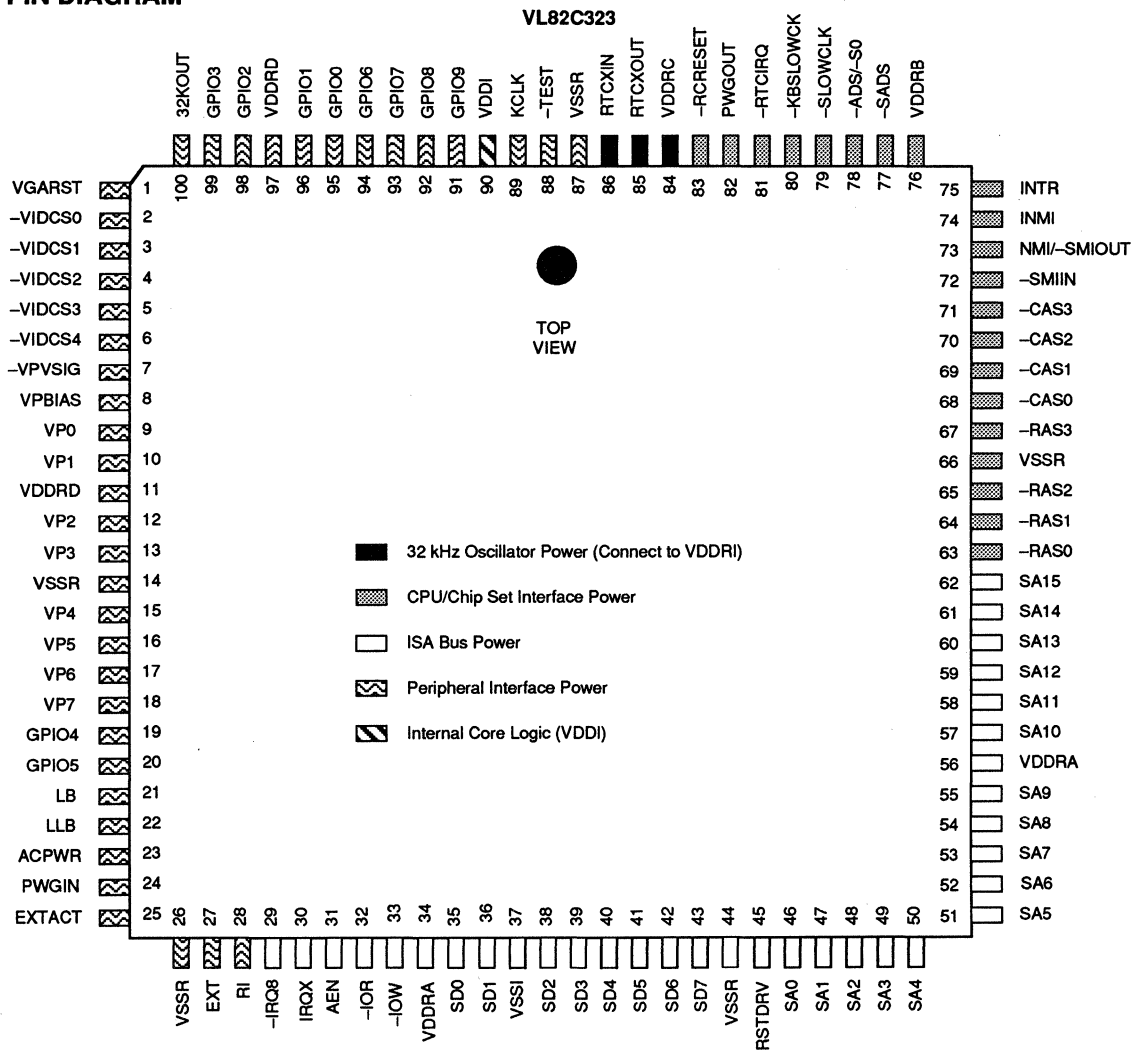 PIN DIAGRAM
VL82C323
32KOUT
GPIO3
GPIO2
VDDRD
GPIO1
GPIO0
GPIO6
GPIO7
GPIO8
GPIO9
VDDI
KCLK
–TEST
VSSR
RTCXIN
RTCXOUT
VDDRC
–RCRESET
PWGOUT
–RTCIRQ
–KBSLOWCK
–SLOWCLK
–ADS/–S0
–SADS
VDDRB
100
99
98
97
96
95
94
93
92
91
90
89
88
87
86
85
84
83
82
81
80
79
78
77
76
VGARST 1
–VIDCS0 2
–VIDCS1 3
–VIDCS2 4
–VIDCS3 5
–VIDCS4 6
–VPVSIG 7
VPBIAS 8
VP0 9
VP1 10
VDDRD 11
VP2 12
VP3 13
VSSR 14
VP4 15
VP5 16
VP6 17
VP7 18
GPIO4 19
GPIO5 20
LB 21
LLB 22
ACPWR 23
PWGIN 24
EXTACT 25
TOP
VIEW
32 kHz Oscillator Power (Connect to VDDRI)
CPU/Chip Set Interface Power
ISA Bus Power
Peripheral Interface Power
Internal Core Logic (VDDI)
75 INTR
74 INMI
73 NMI/–SMIOUT
72 –SMIIN
71 –CAS3
70 –CAS2
69 –CAS1
68 –CAS0
67 –RAS3
66 VSSR
65 –RAS2
64 –RAS1
63 –RAS0
62 SA15
61 SA14
60 SA13
59 SA12
58 SA11
57 SA10
56 VDDRA
55 SA9
54 SA8
53 SA7
52 SA6
51 SA5
26
27
28
29
30
31
32
33
34
35
36
37
38
39
40
41
42
43
44
45
46
47
48
49
50
VSSR
EXT
RI
–IRQ8
IRQX
AEN
–IOR
–IOW
VDDRA
SD0
SD1
VSSI
SD2
SD3
SD4
SD5
SD6
SD7
VSSR
RSTDRV
SA0
SA1
SA2
SA3
SA4